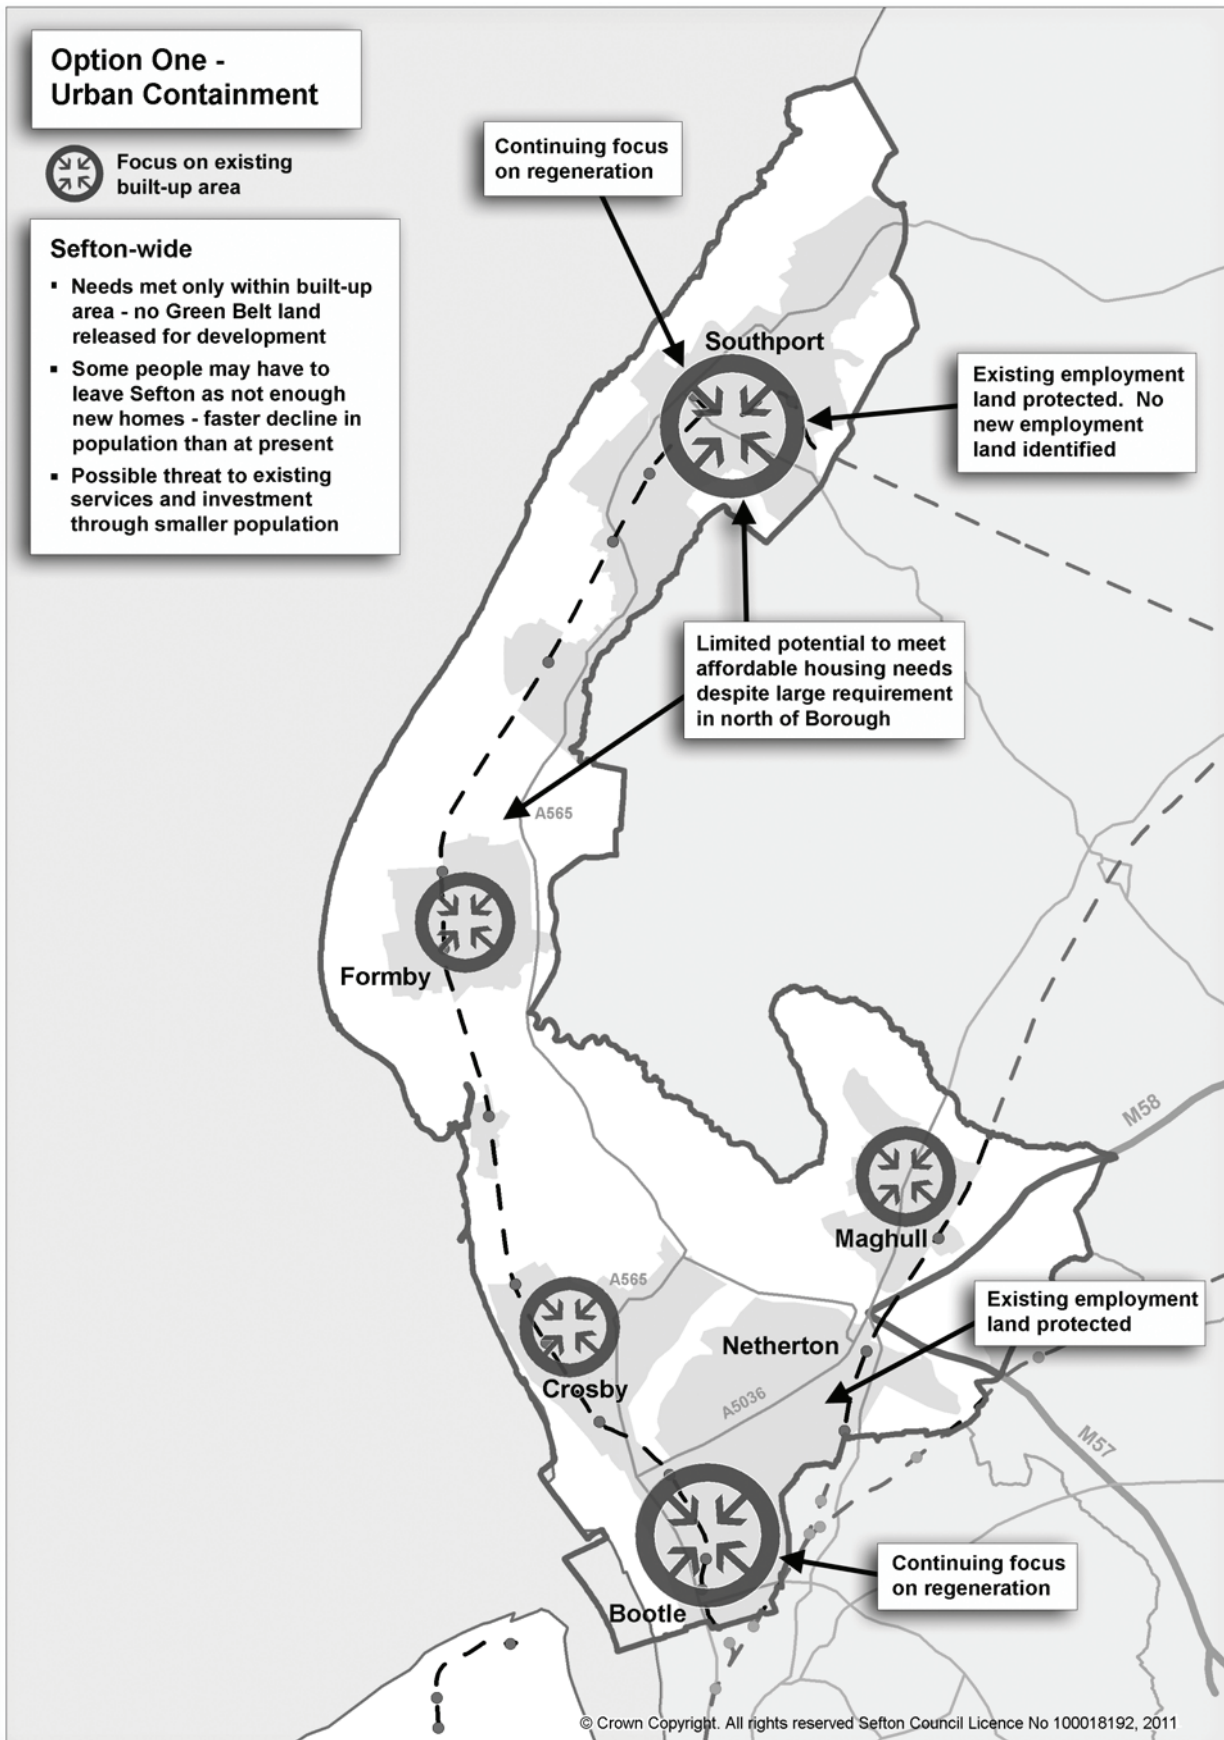 Option One -
Urban Containment
Focus on existing
built-up area
Sefton-wide
▪ Needs met only within built-up
area - no Green Belt land
released for development
▪ Some people may have to
leave Sefton as not enough
new homes - faster decline in
population than at present
▪ Possible threat to existing
services and investment
through smaller population
Continuing focus
on regeneration
Southport
Existing employment
land protected. No
new employment
land identified
Limited potential to meet
affordable housing needs
despite large requirement
in north of Borough
A565
Formby
M58
Maghull
A565
Existing employment
land protected
Netherton
Crosby
A5036
M57
Continuing focus
on regeneration
Bootle
© Crown Copyright. All rights reserved Sefton Council Licence No 100018192, 2011